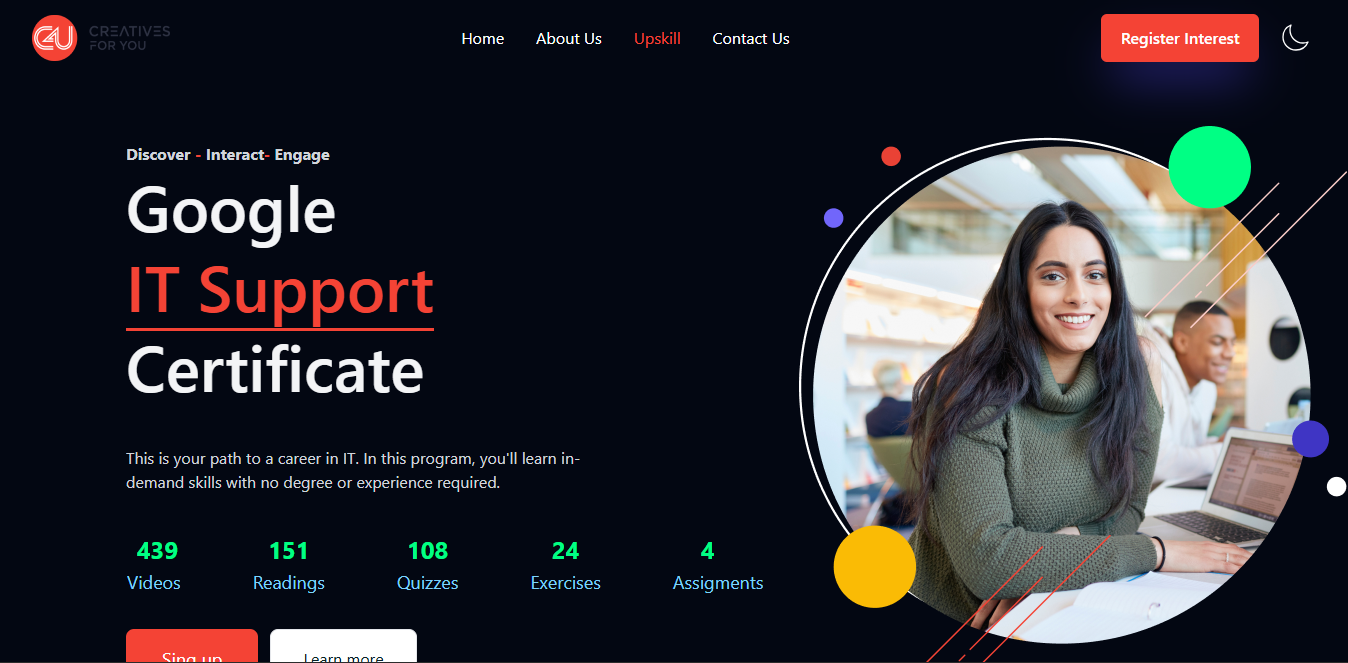 C4U CREATIVES
FOR YOU
Home About Us Upskill Contact Us
Register Interest
Discover - Interact- Engage
Google
IT Support
Certificate
This is your path to a career in IT. In this program, you'll learn in-
demand skills with no degree or experience required.
439 151 108 24 4
Videos Readings Quizzes Exercises Assigments
Sing up Learn more